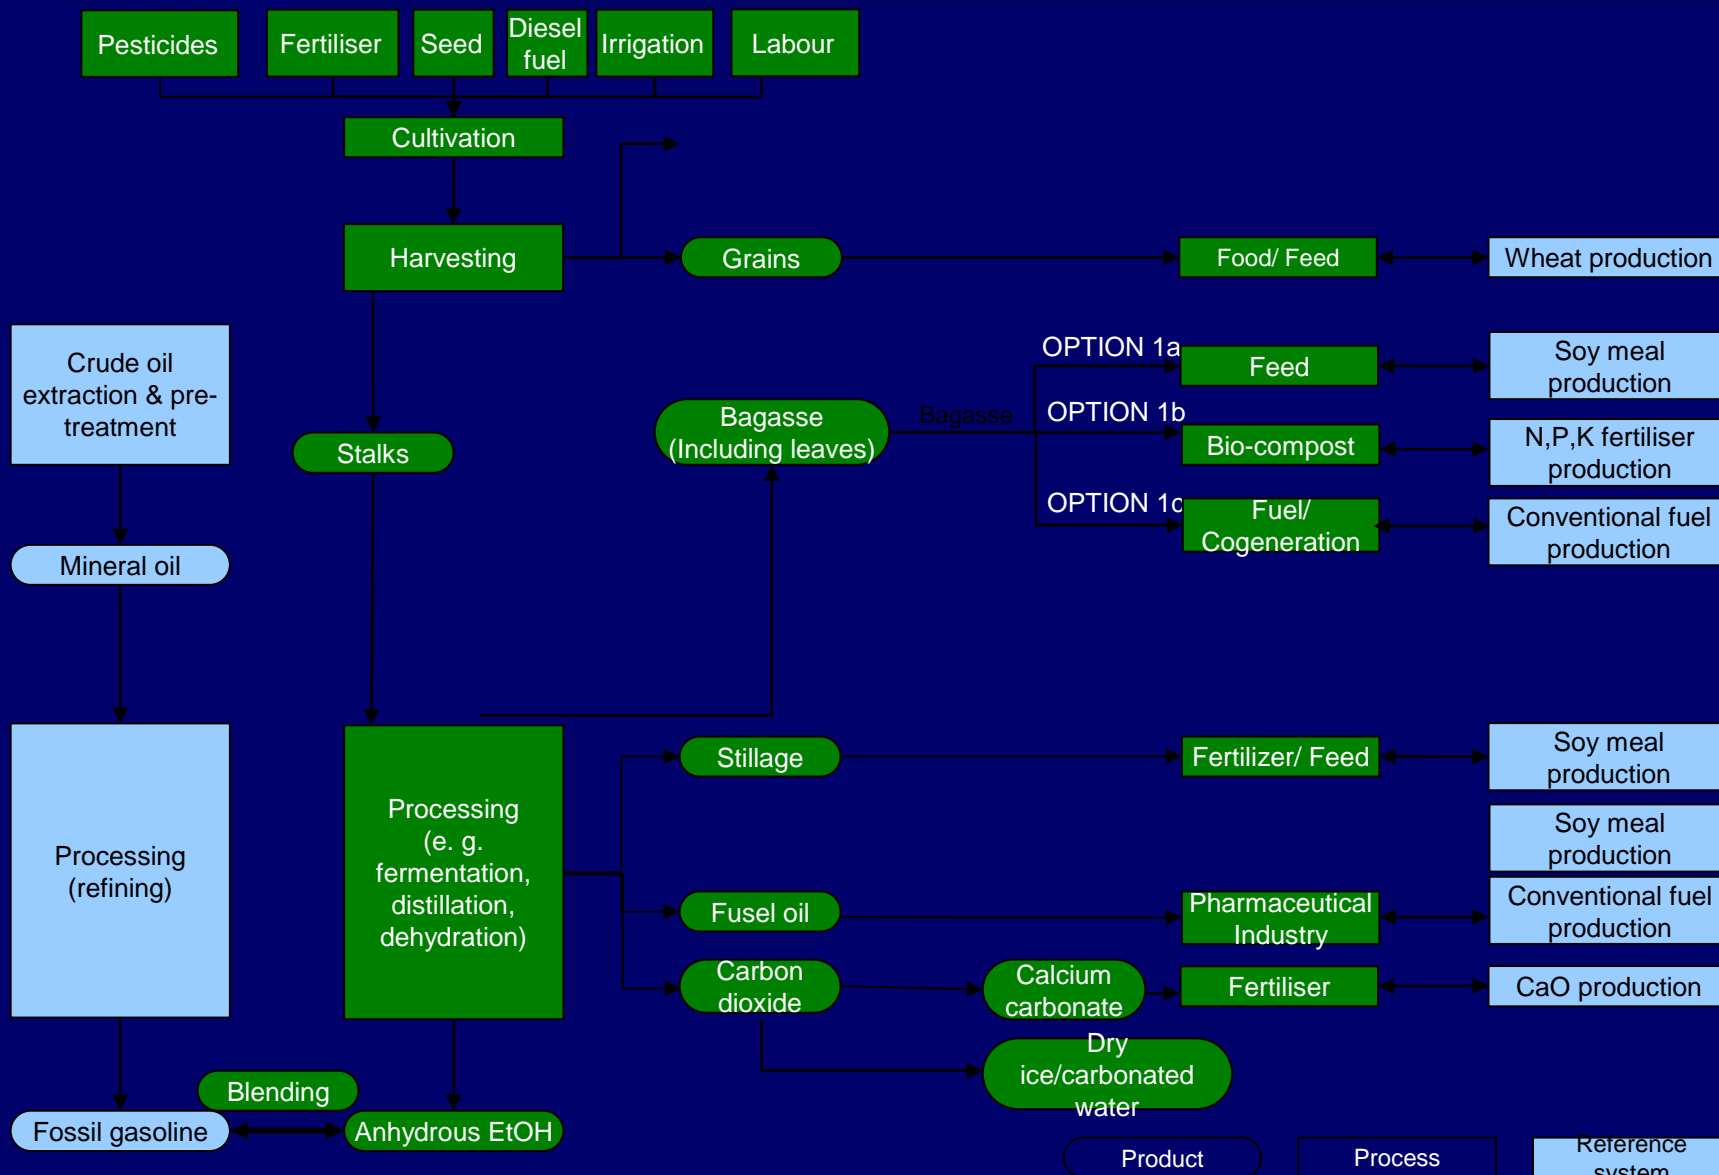 Pesticides
Fertiliser
Seed
Diesel
fuel
Irrigation
Labour
Cultivation
Harvesting
Grains
Food/ Feed
Wheat production
Crude oil
extraction & pre-
treatment
Stalks
Bagasse
(Including leaves)
Bagasse
OPTION 1a
Feed
Soy meal
production
OPTION 1b
Bio-compost
N,P,K fertiliser
production
OPTION 1c
Fuel/
Cogeneration
Conventional fuel
production
Mineral oil
Processing
(refining)
Processing
(e. g.
fermentation,
distillation,
dehydration)
Stillage
Fertilizer/ Feed
Soy meal
production
Soy meal
production
Fusel oil
Pharmaceutical
Industry
Conventional fuel
production
Carbon
dioxide
Calcium
carbonate
Fertiliser
CaO production
Dry
ice/carbonated
water
Blending
Fossil gasoline
Anhydrous EtOH
Product
Process
Reference
system